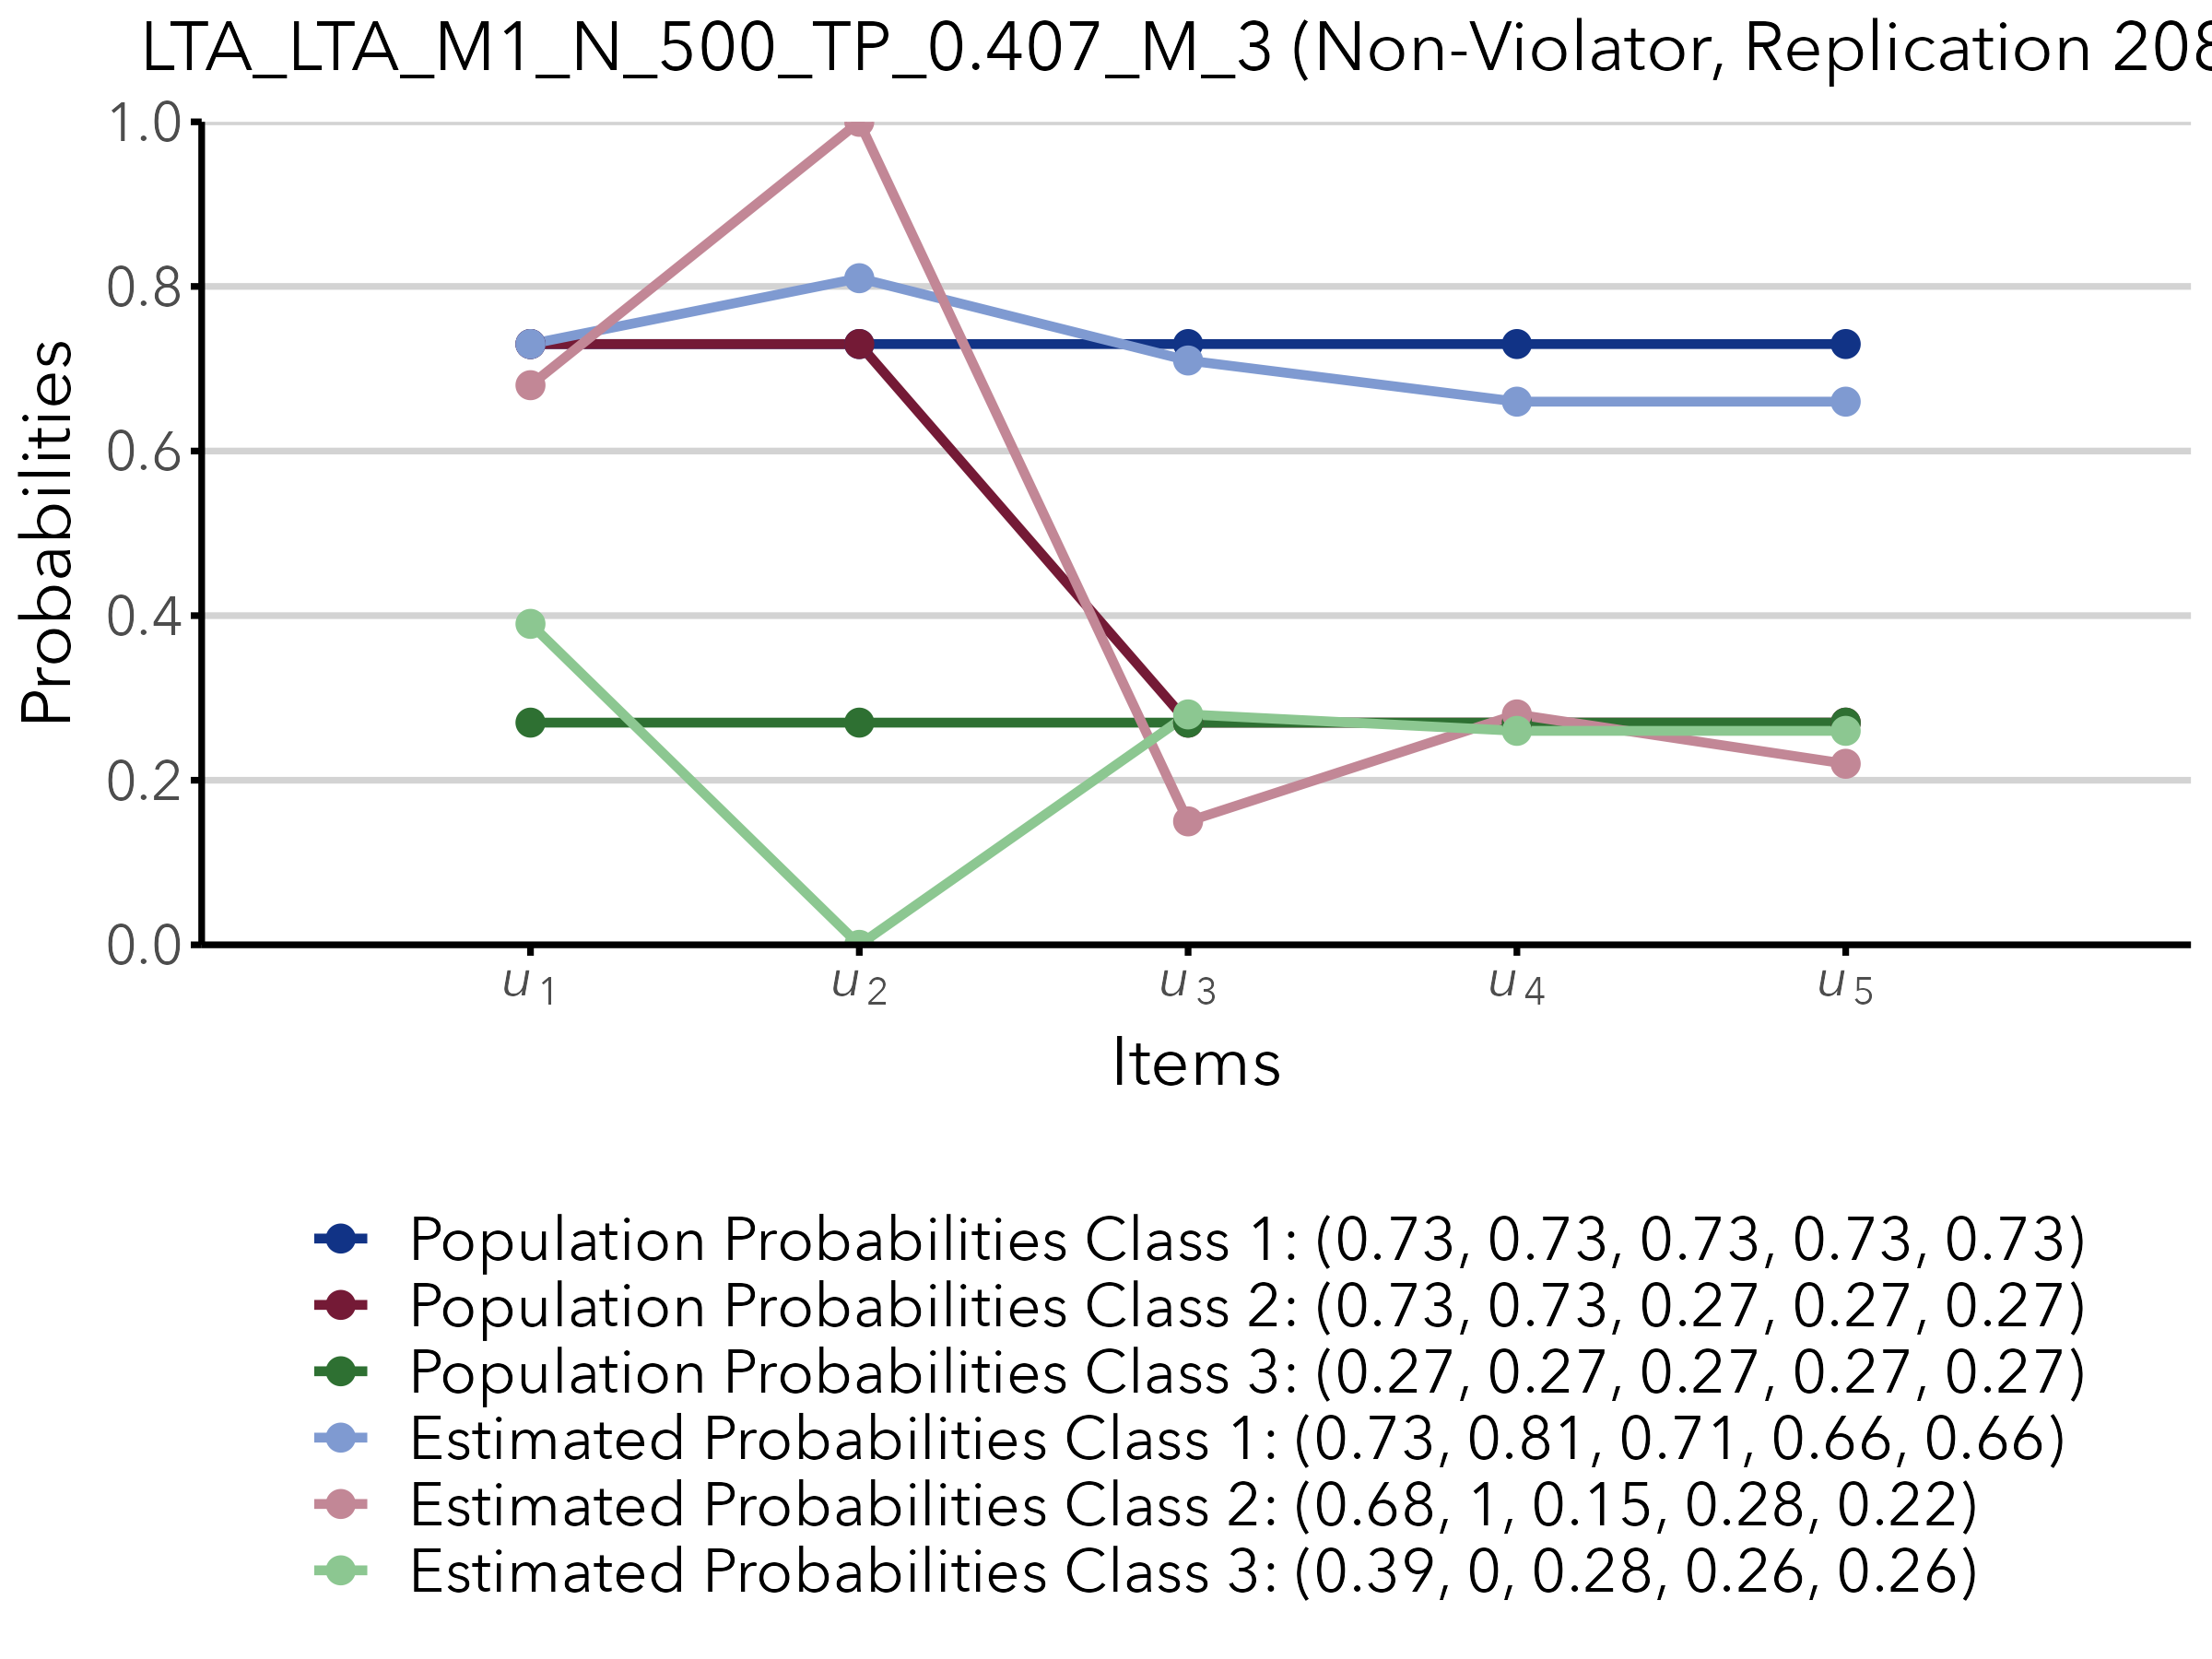 LTA_LTA_M1_N_500_TP_0.407_M_3 (Non-Violator, Replication 208
1.0
0.8
0.6
0.4
0.2
0.0
Probabilities
u1 u2 u3 u4 u5
Items
Population Probabilities Class 1: (0.73, 0.73, 0.73, 0.73, 0.73)
Population Probabilities Class 2: (0.73, 0.73, 0.27, 0.27, 0.27)
Population Probabilities Class 3: (0.27, 0.27, 0.27, 0.27, 0.27)
Estimated Probabilities Class 1: (0.73, 0.81, 0.71, 0.66, 0.66)
Estimated Probabilities Class 2: (0.68, 1, 0.15, 0.28, 0.22)
Estimated Probabilities Class 3: (0.39, 0, 0.28, 0.26, 0.26)